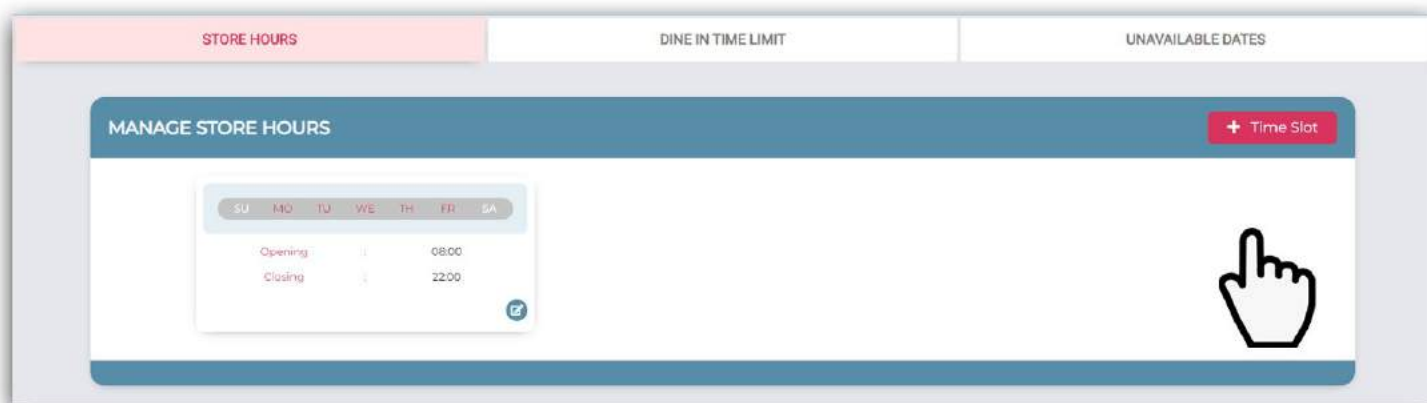 STORE HOURS DINE IN TIME LIMIT UNAVAILABLE DATES
MANAGE STORE HOURS + Time Slot
SU MO TU WE TH FR SA
Opening : 08:00
Closing : 22:00